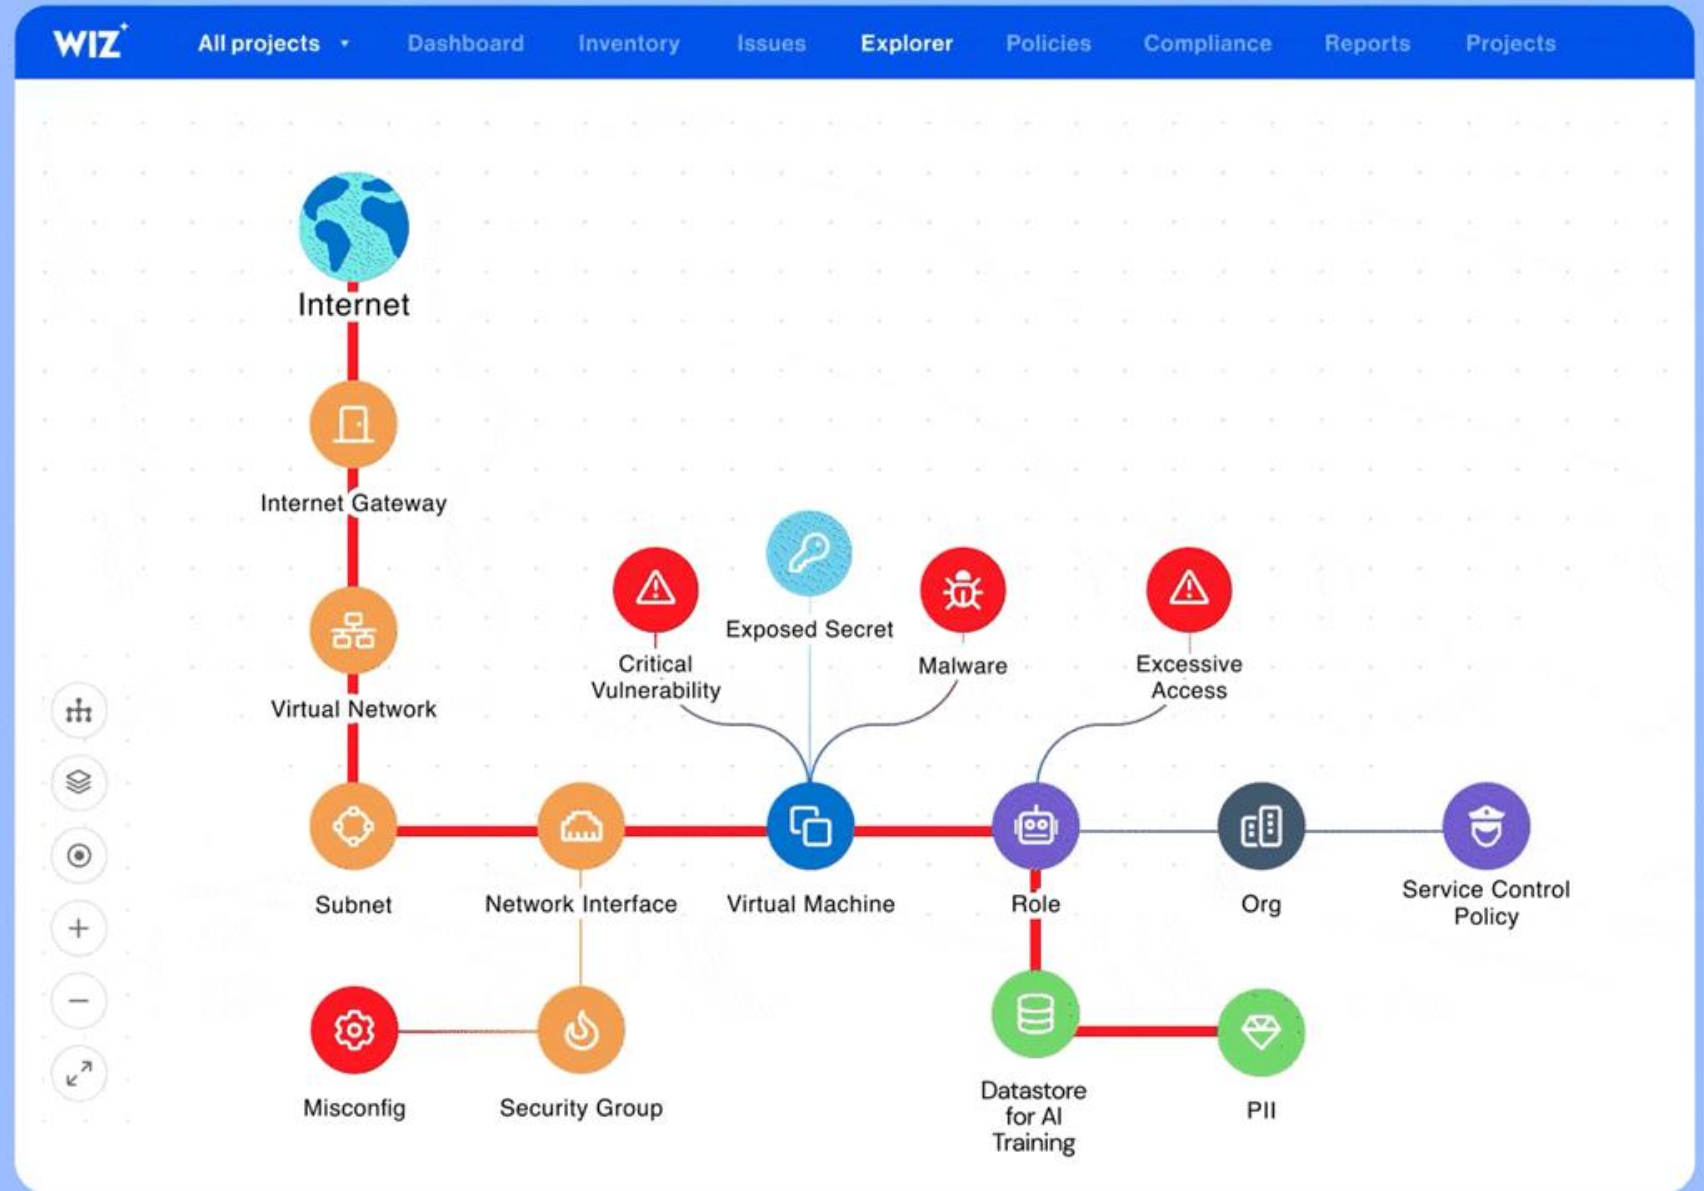 WIZ
All projects Dashboard Inventory Issues Explorer Policies Compliance Reports Projects
Internet
Internet Gateway
Exposed Secret
Critical
Vulnerability
Malware
Excessive
Access
Virtual Network
Subnet
Network Interface
Virtual Machine
Role
Org
Service Control
Policy
Misconfig
Security Group
Datastore
for AI
Training
PII